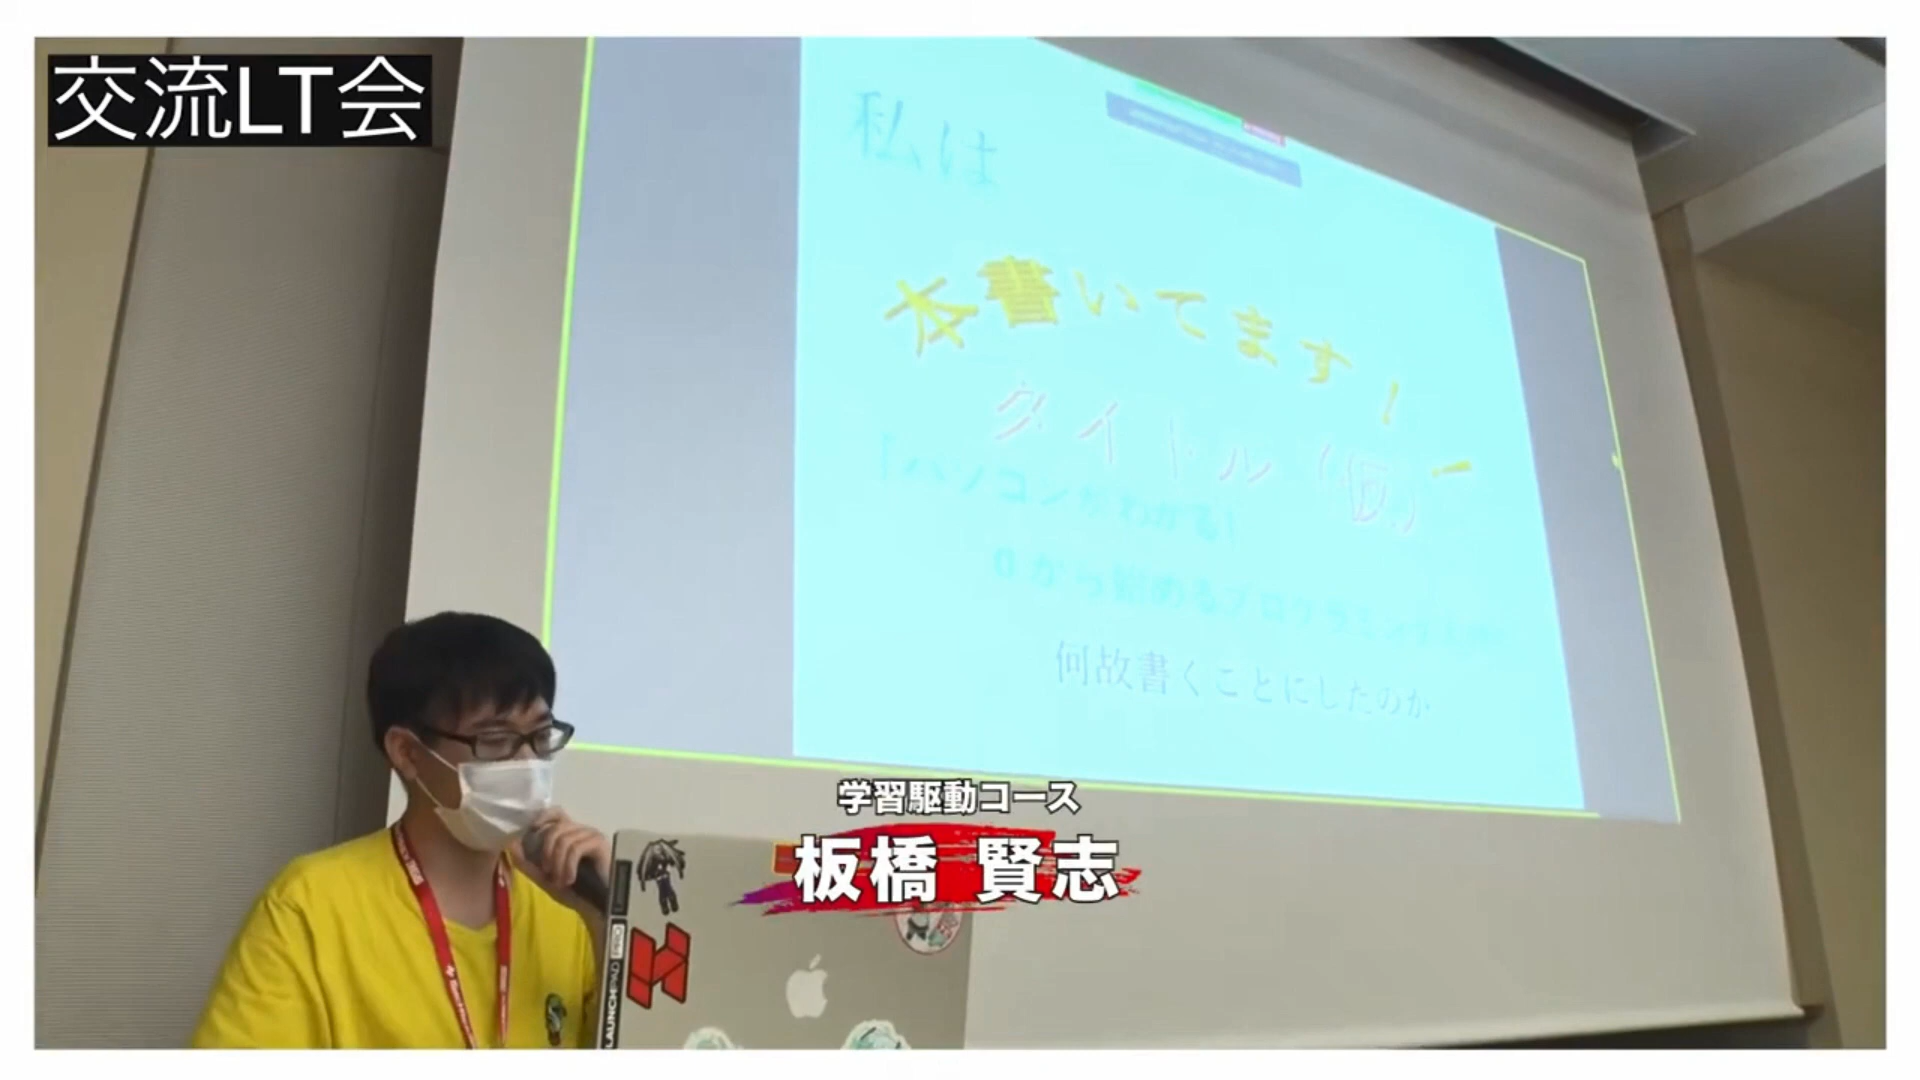 交流LT会
私は
本書いてます！
タイトル（仮）
「パソコンがわかる!
0から始めるプログラミング
何故書くことにしたのか
学習駆動コース
板橋 賢志
LAUNCHPAD PRO